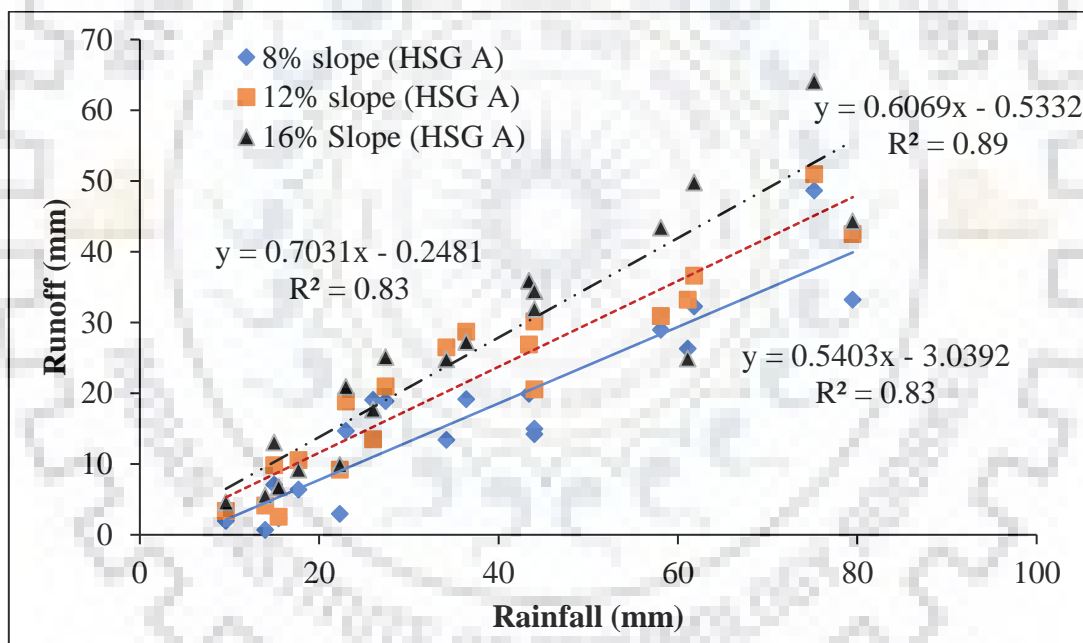 70
60
50
40
30
20
10
0
Runoff (mm)
8% slope (HSG A)
12% slope (HSG A)
16% Slope (HSG A)
y = 0.6069x - 0.5332
R² = 0.89
y = 0.7031x - 0.2481
R² = 0.83
y = 0.5403x - 3.0392
R² = 0.83
0 20 40 60 80 100
Rainfall (mm)